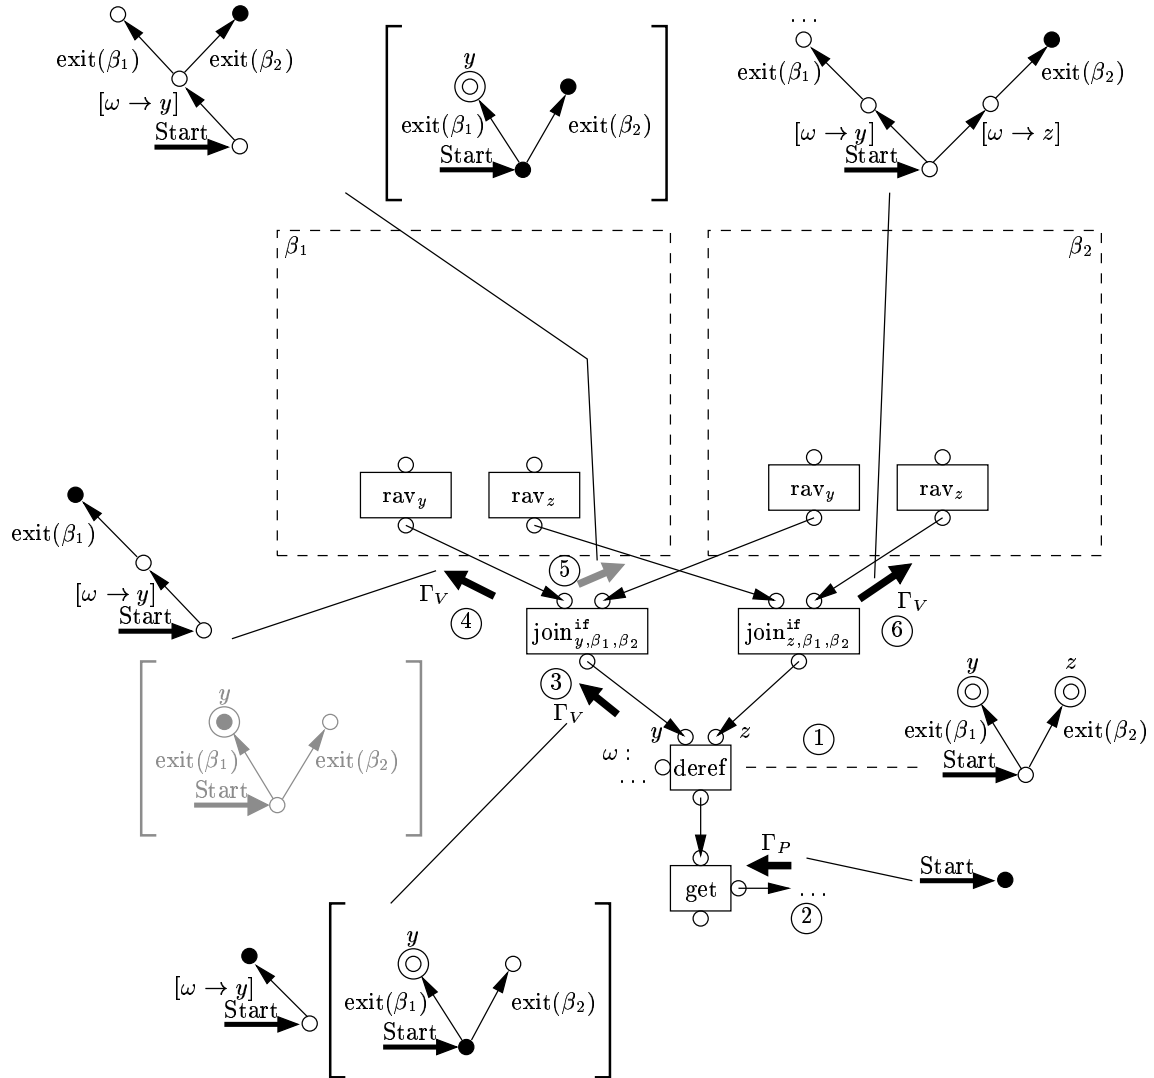 exit(β₁) exit(β₂)
[ω → y]
Start
y
exit(β₁) exit(β₂)
Start
. . .
exit(β₁) exit(β₂)
[ω → y] [ω → z]
Start
β₁ β₂
rav_y rav_z rav_y rav_z
exit(β₁)
[ω → y]
Start
Γ_V 4 5 Γ_V 6
join^if_{y,β₁,β₂} join^if_{z,β₁,β₂}
3 Γ_V
y
exit(β₁) exit(β₂)
Start
y z
ω :
. . .
deref
1
y z
exit(β₁) exit(β₂)
Start
Γ_P
get . . .
2
Start
[ω → y]
Start
y
exit(β₁) exit(β₂)
Start